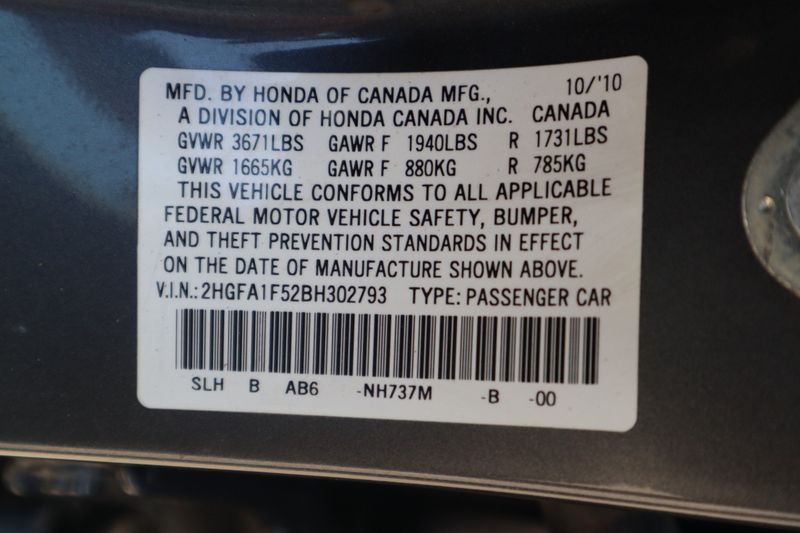 MFD. BY HONDA OF CANADA MFG., 10/'10
A DIVISION OF HONDA CANADA INC. CANADA
GVWR 3671LBS GAWR F 1940LBS R 1731LBS
GVWR 1665KG GAWR F 880KG R 785KG
THIS VEHICLE CONFORMS TO ALL APPLICABLE
FEDERAL MOTOR VEHICLE SAFETY, BUMPER,
AND THEFT PREVENTION STANDARDS IN EFFECT
ON THE DATE OF MANUFACTURE SHOWN ABOVE.
V.I.N.: 2HGFA1F52BH302793 TYPE: PASSENGER CAR
SLH B AB6 -NH737M -B -00